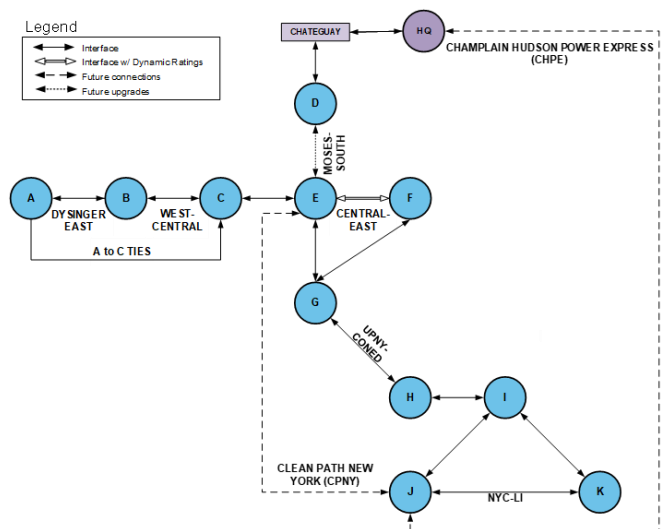 Legend
Interface
Interface w/ Dynamic Ratings
Future connections
Future upgrades
CHATEGUAY
HQ
CHAMPLAIN HUDSON POWER EXPRESS
(CHPE)
D
MOSES-
SOUTH
A
B
C
E
F
DYSINGER
EAST
WEST-
CENTRAL
CENTRAL-
EAST
A to C TIES
G
UPNY-
CONED
H
I
CLEAN PATH NEW
YORK (CPNY)
J
NYC-LI
K